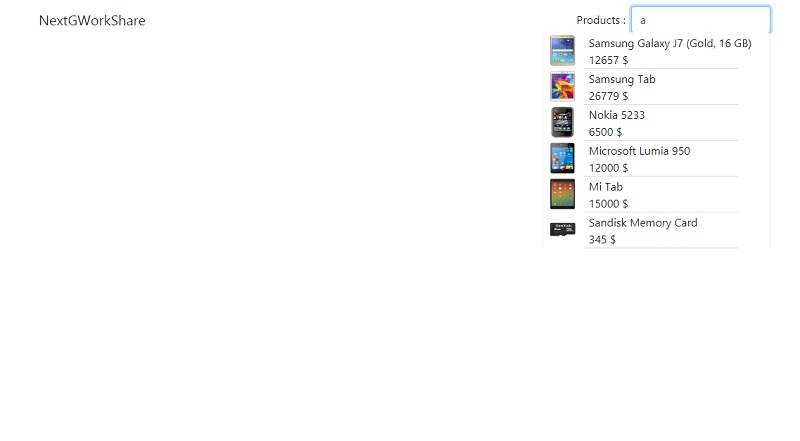 NextGWorkShare
Products : a
Samsung Galaxy J7 (Gold, 16 GB)
12657 $
Samsung Tab
26779 $
Nokia 5233
6500 $
Microsoft Lumia 950
12000 $
Mi Tab
15000 $
Sandisk Memory Card
345 $